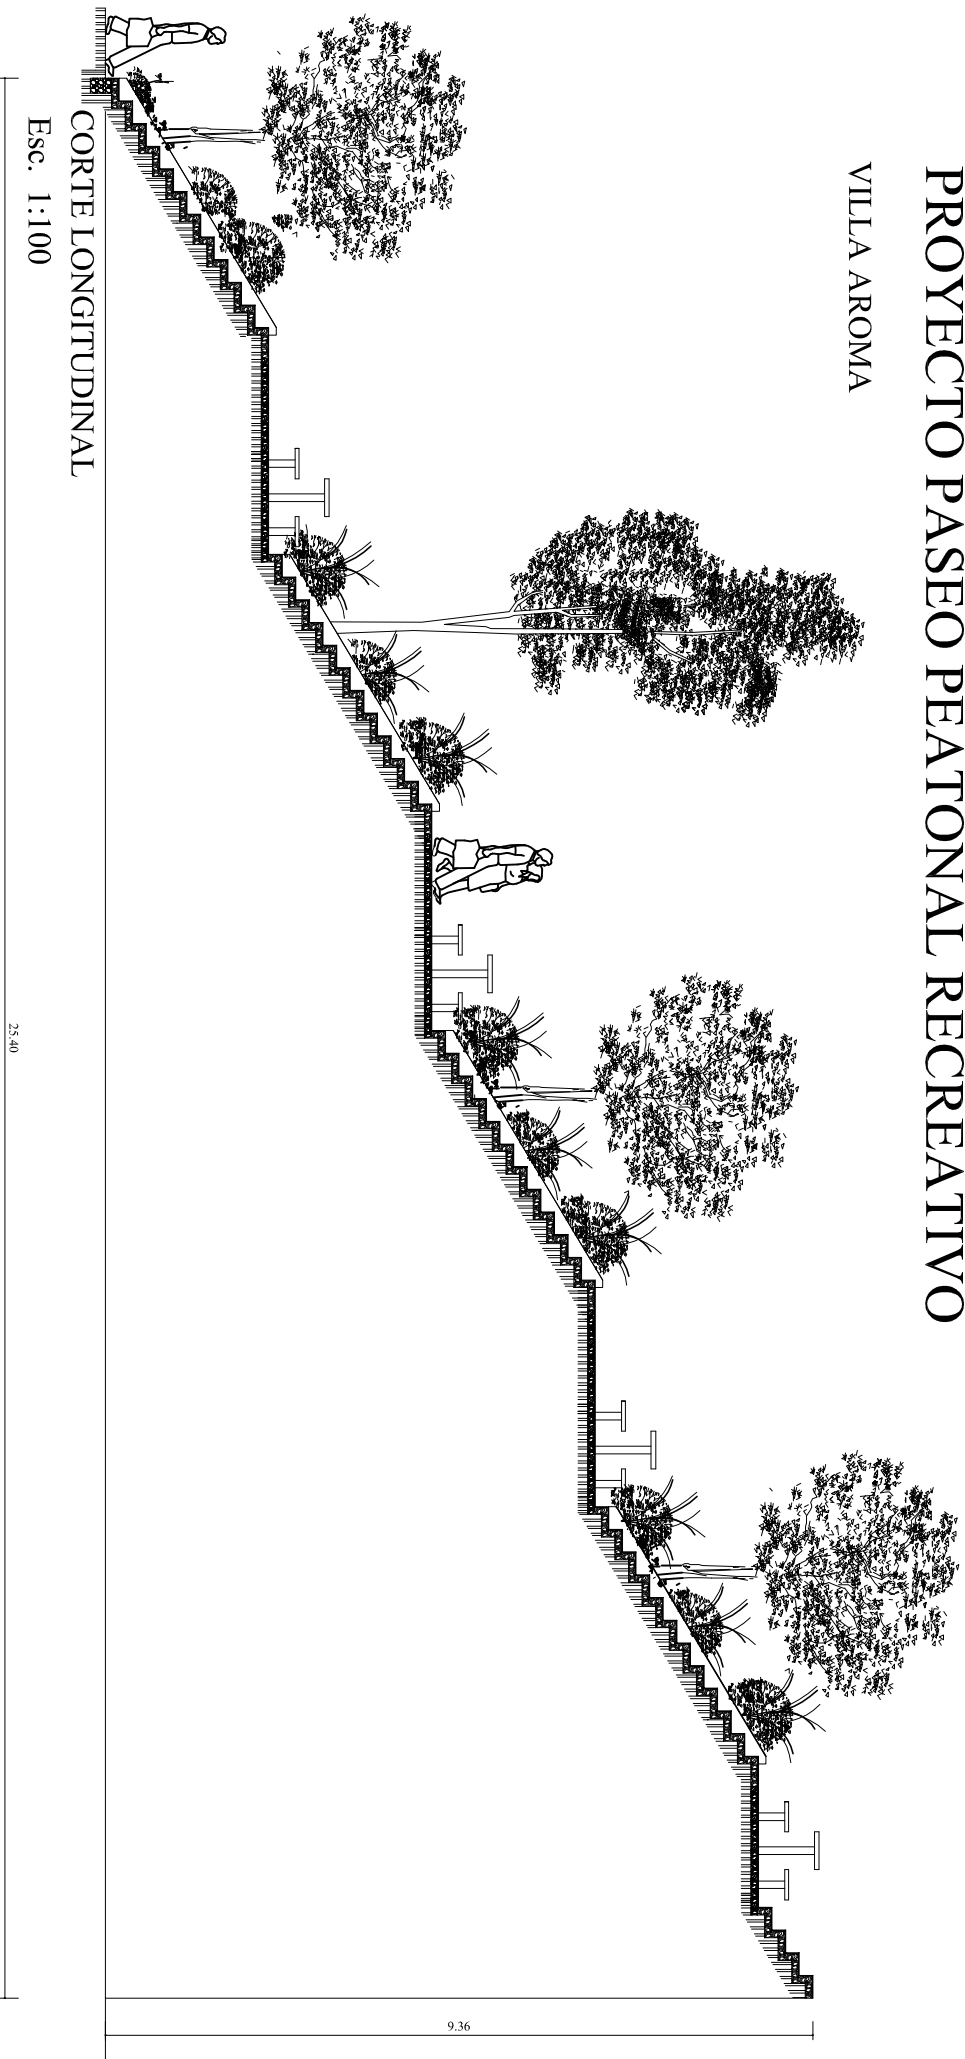 PROYECTO PASEO PEATONAL RECREATIVO
VILLA AROMA
CORTE LONGITUDINAL
Esc. 1:100
25.40
9.36